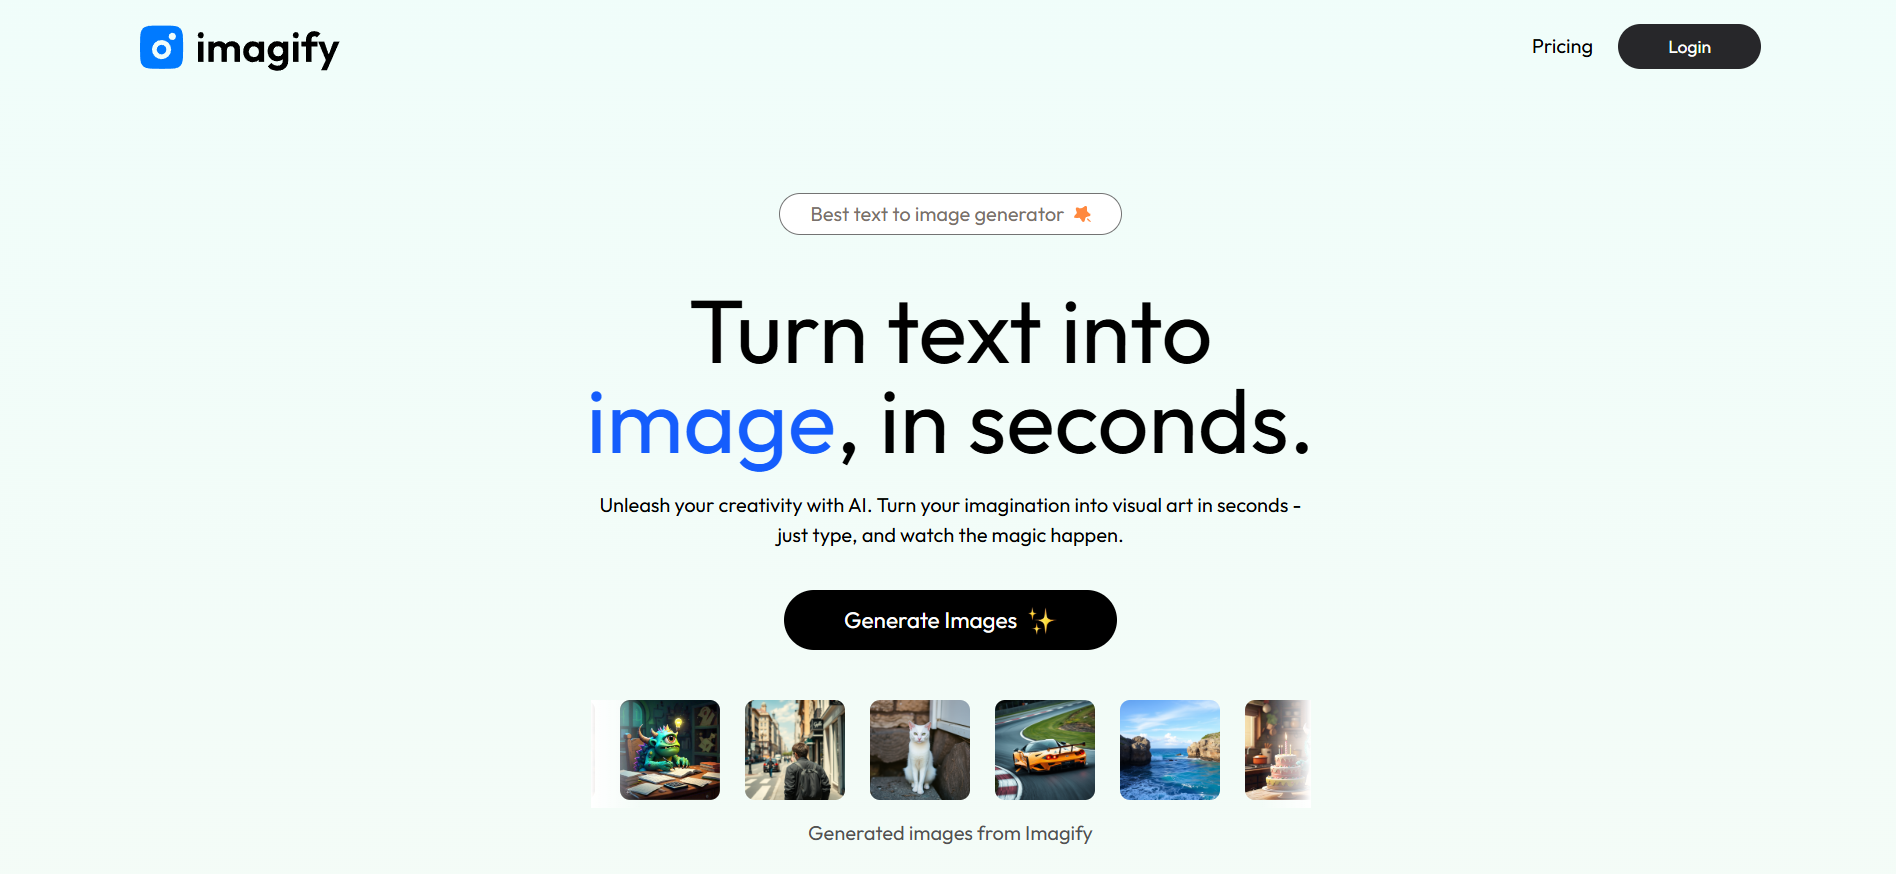 imagify
Pricing
Login
Best text to image generator
Turn text into
image, in seconds.
Unleash your creativity with AI. Turn your imagination into visual art in seconds -
just type, and watch the magic happen.
Generate Images ✨
Generated images from Imagify